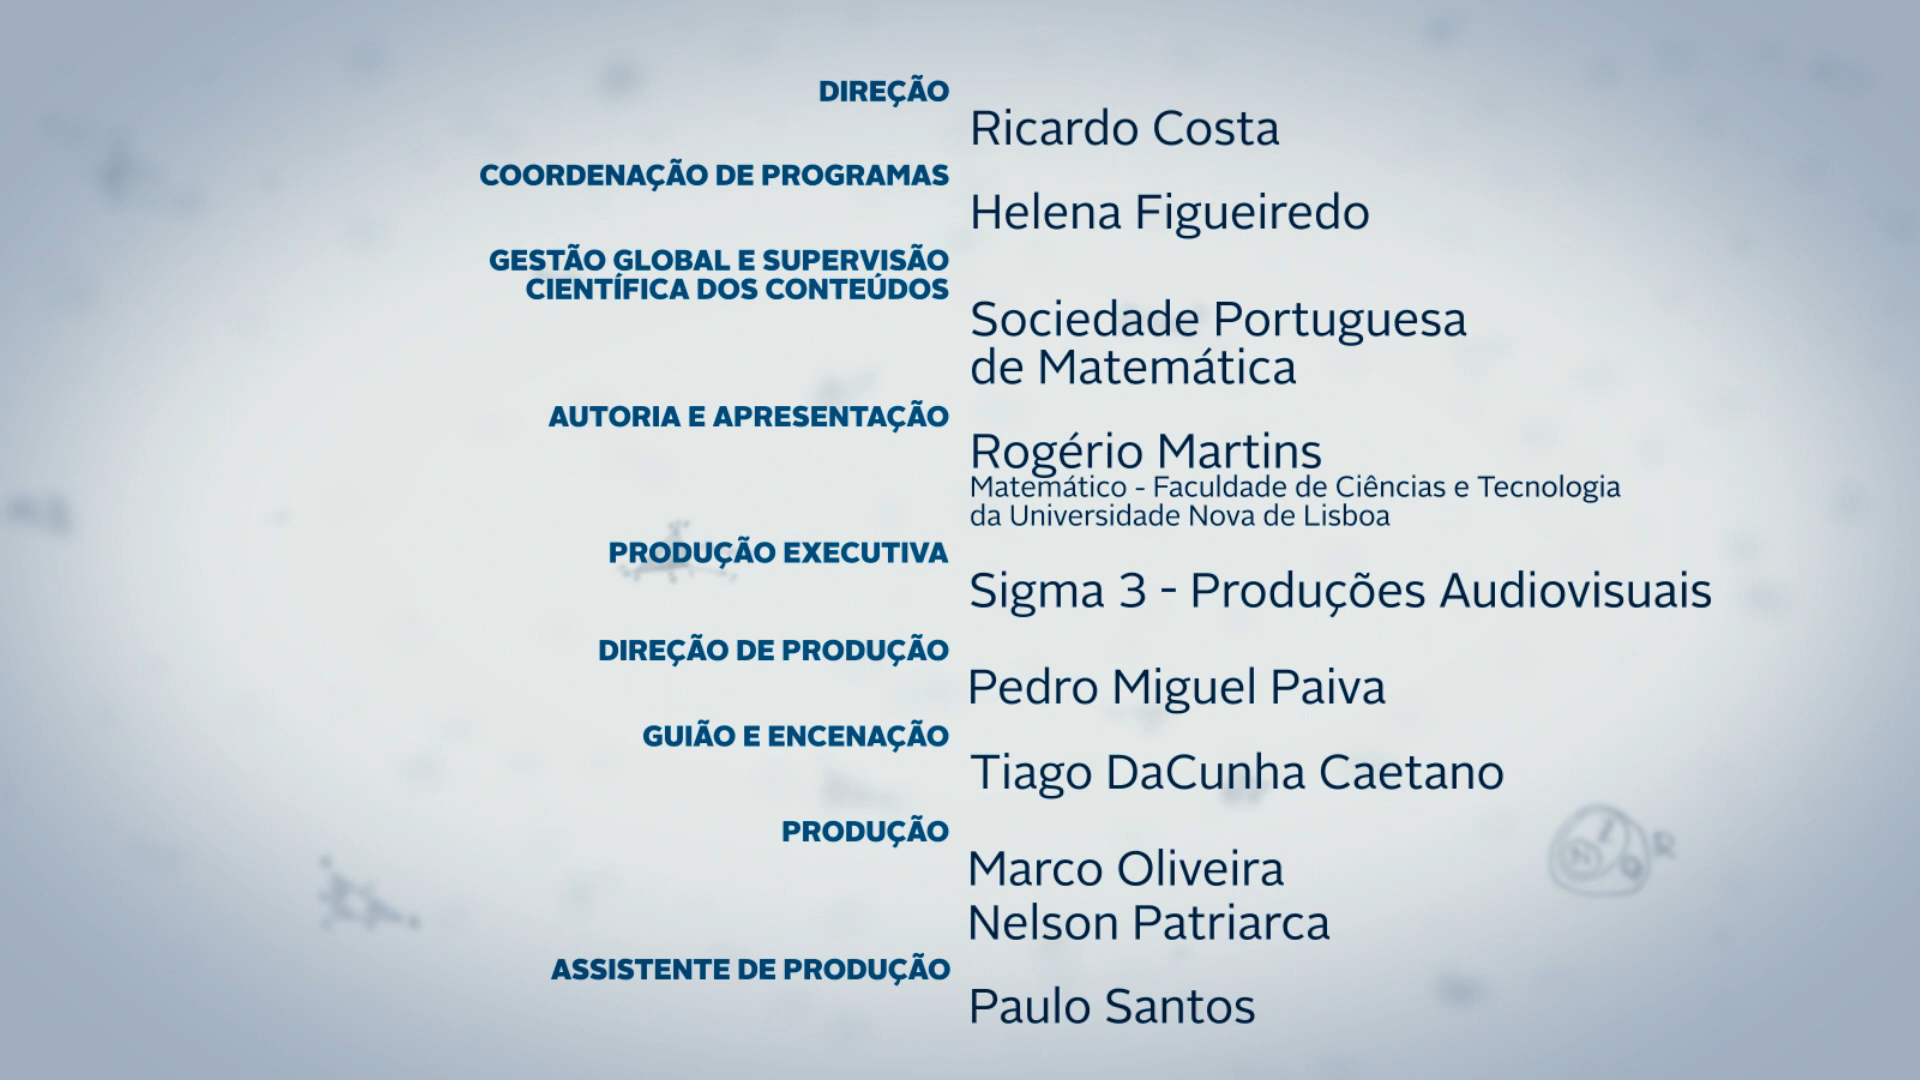 DIREÇÃO
Ricardo Costa
COORDENAÇÃO DE PROGRAMAS
Helena Figueiredo
GESTÃO GLOBAL E SUPERVISÃO
CIENTÍFICA DOS CONTEÚDOS
Sociedade Portuguesa
de Matemática
AUTORIA E APRESENTAÇÃO
Rogério Martins
Matemático - Faculdade de Ciências e Tecnologia
da Universidade Nova de Lisboa
PRODUÇÃO EXECUTIVA
Sigma 3 - Produções Audiovisuais
DIREÇÃO DE PRODUÇÃO
Pedro Miguel Paiva
GUIÃO E ENCENAÇÃO
Tiago DaCunha Caetano
PRODUÇÃO
Marco Oliveira
Nelson Patriarca
ASSISTENTE DE PRODUÇÃO
Paulo Santos